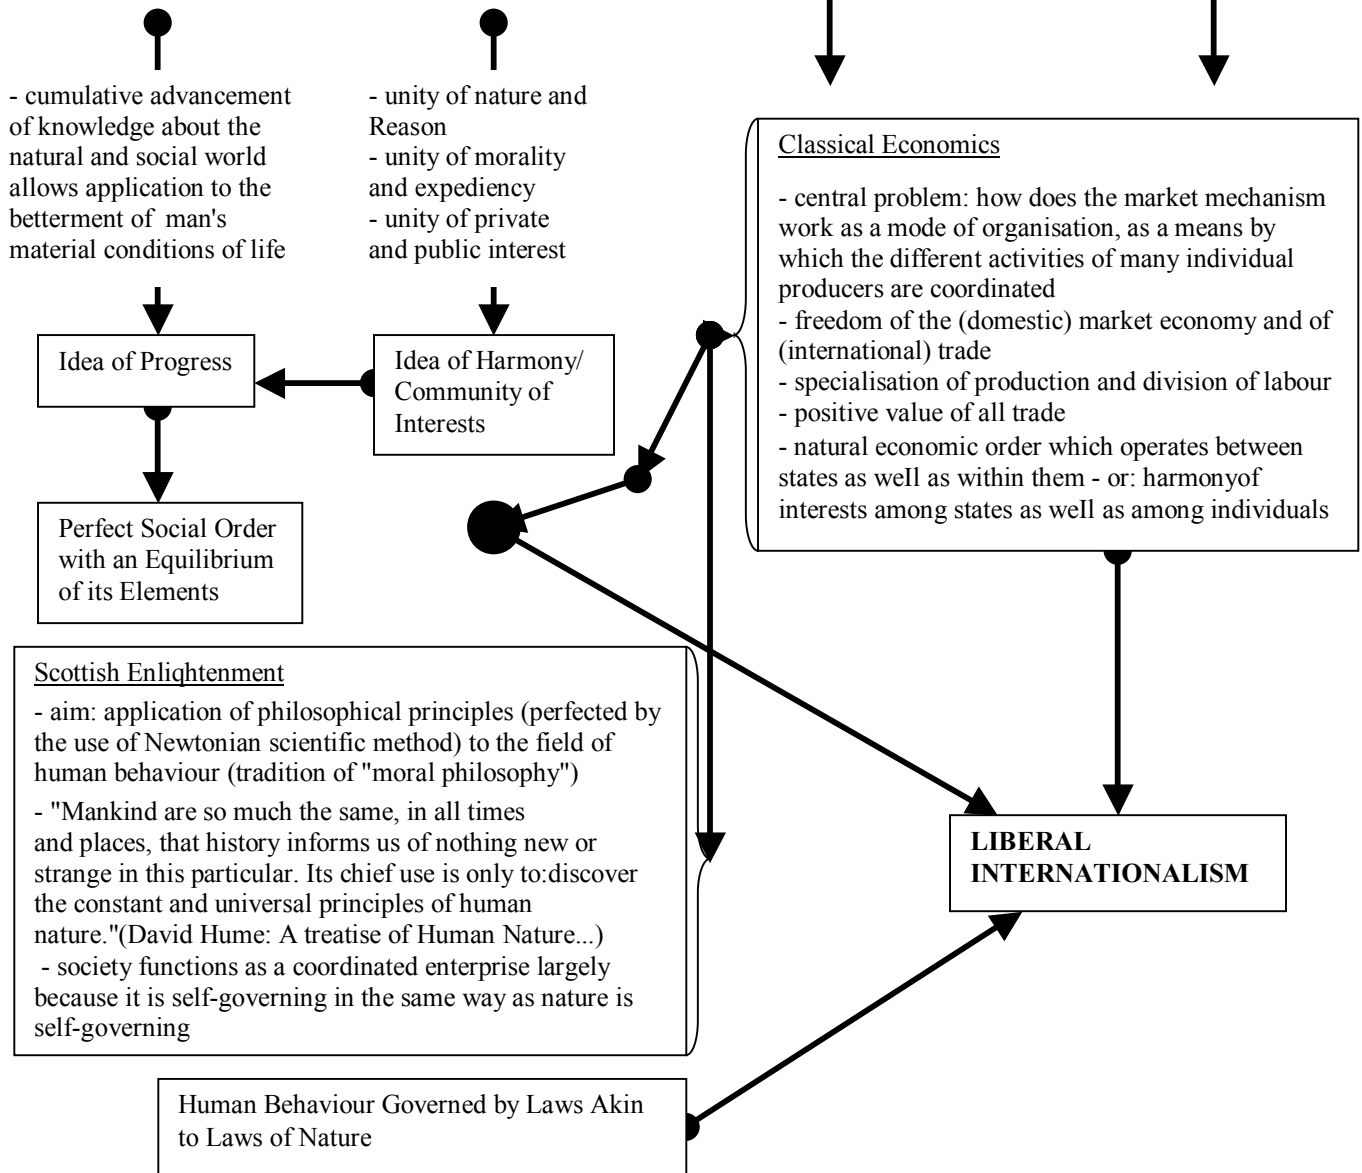 - cumulative advancement
of knowledge about the
natural and social world
allows application to the
betterment of  man's
material conditions of life
- unity of nature and
Reason
- unity of morality
and expediency
- unity of private
and public interest
Classical Economics
- central problem: how does the market mechanism
work as a mode of organisation, as a means by
which the different activities of many individual
producers are coordinated
- freedom of the (domestic) market economy and of
(international) trade
- specialisation of production and division of labour
- positive value of all trade
- natural economic order which operates between
states as weIl as within them - or: harmonyof
interests among states as weIl as among individuals
Idea of Progress
Idea of Harmony/
Community of
Interests
Perfect Social Order
with an Equilibrium
of its Elements
Scottish Enliqhtenment
- aim: application of philosophical principles (perfected by
the use of Newtonian scientific method) to the field of
human behaviour (tradition of "moral philosophy")
- "Mankind are so much the same, in all times
and places, that history informs us of nothing new or
strange in this particular. Its chief use is only to:discover
the constant and universal principles of human
nature."(David Hume: A treatise of Human Nature...)
- society functions as a coordinated enterprise largely
because it is self-governing in the same way as nature is
self-governing
LIBERAL
INTERNATIONALISM
Human Behaviour Governed by Laws Akin
to Laws of Nature